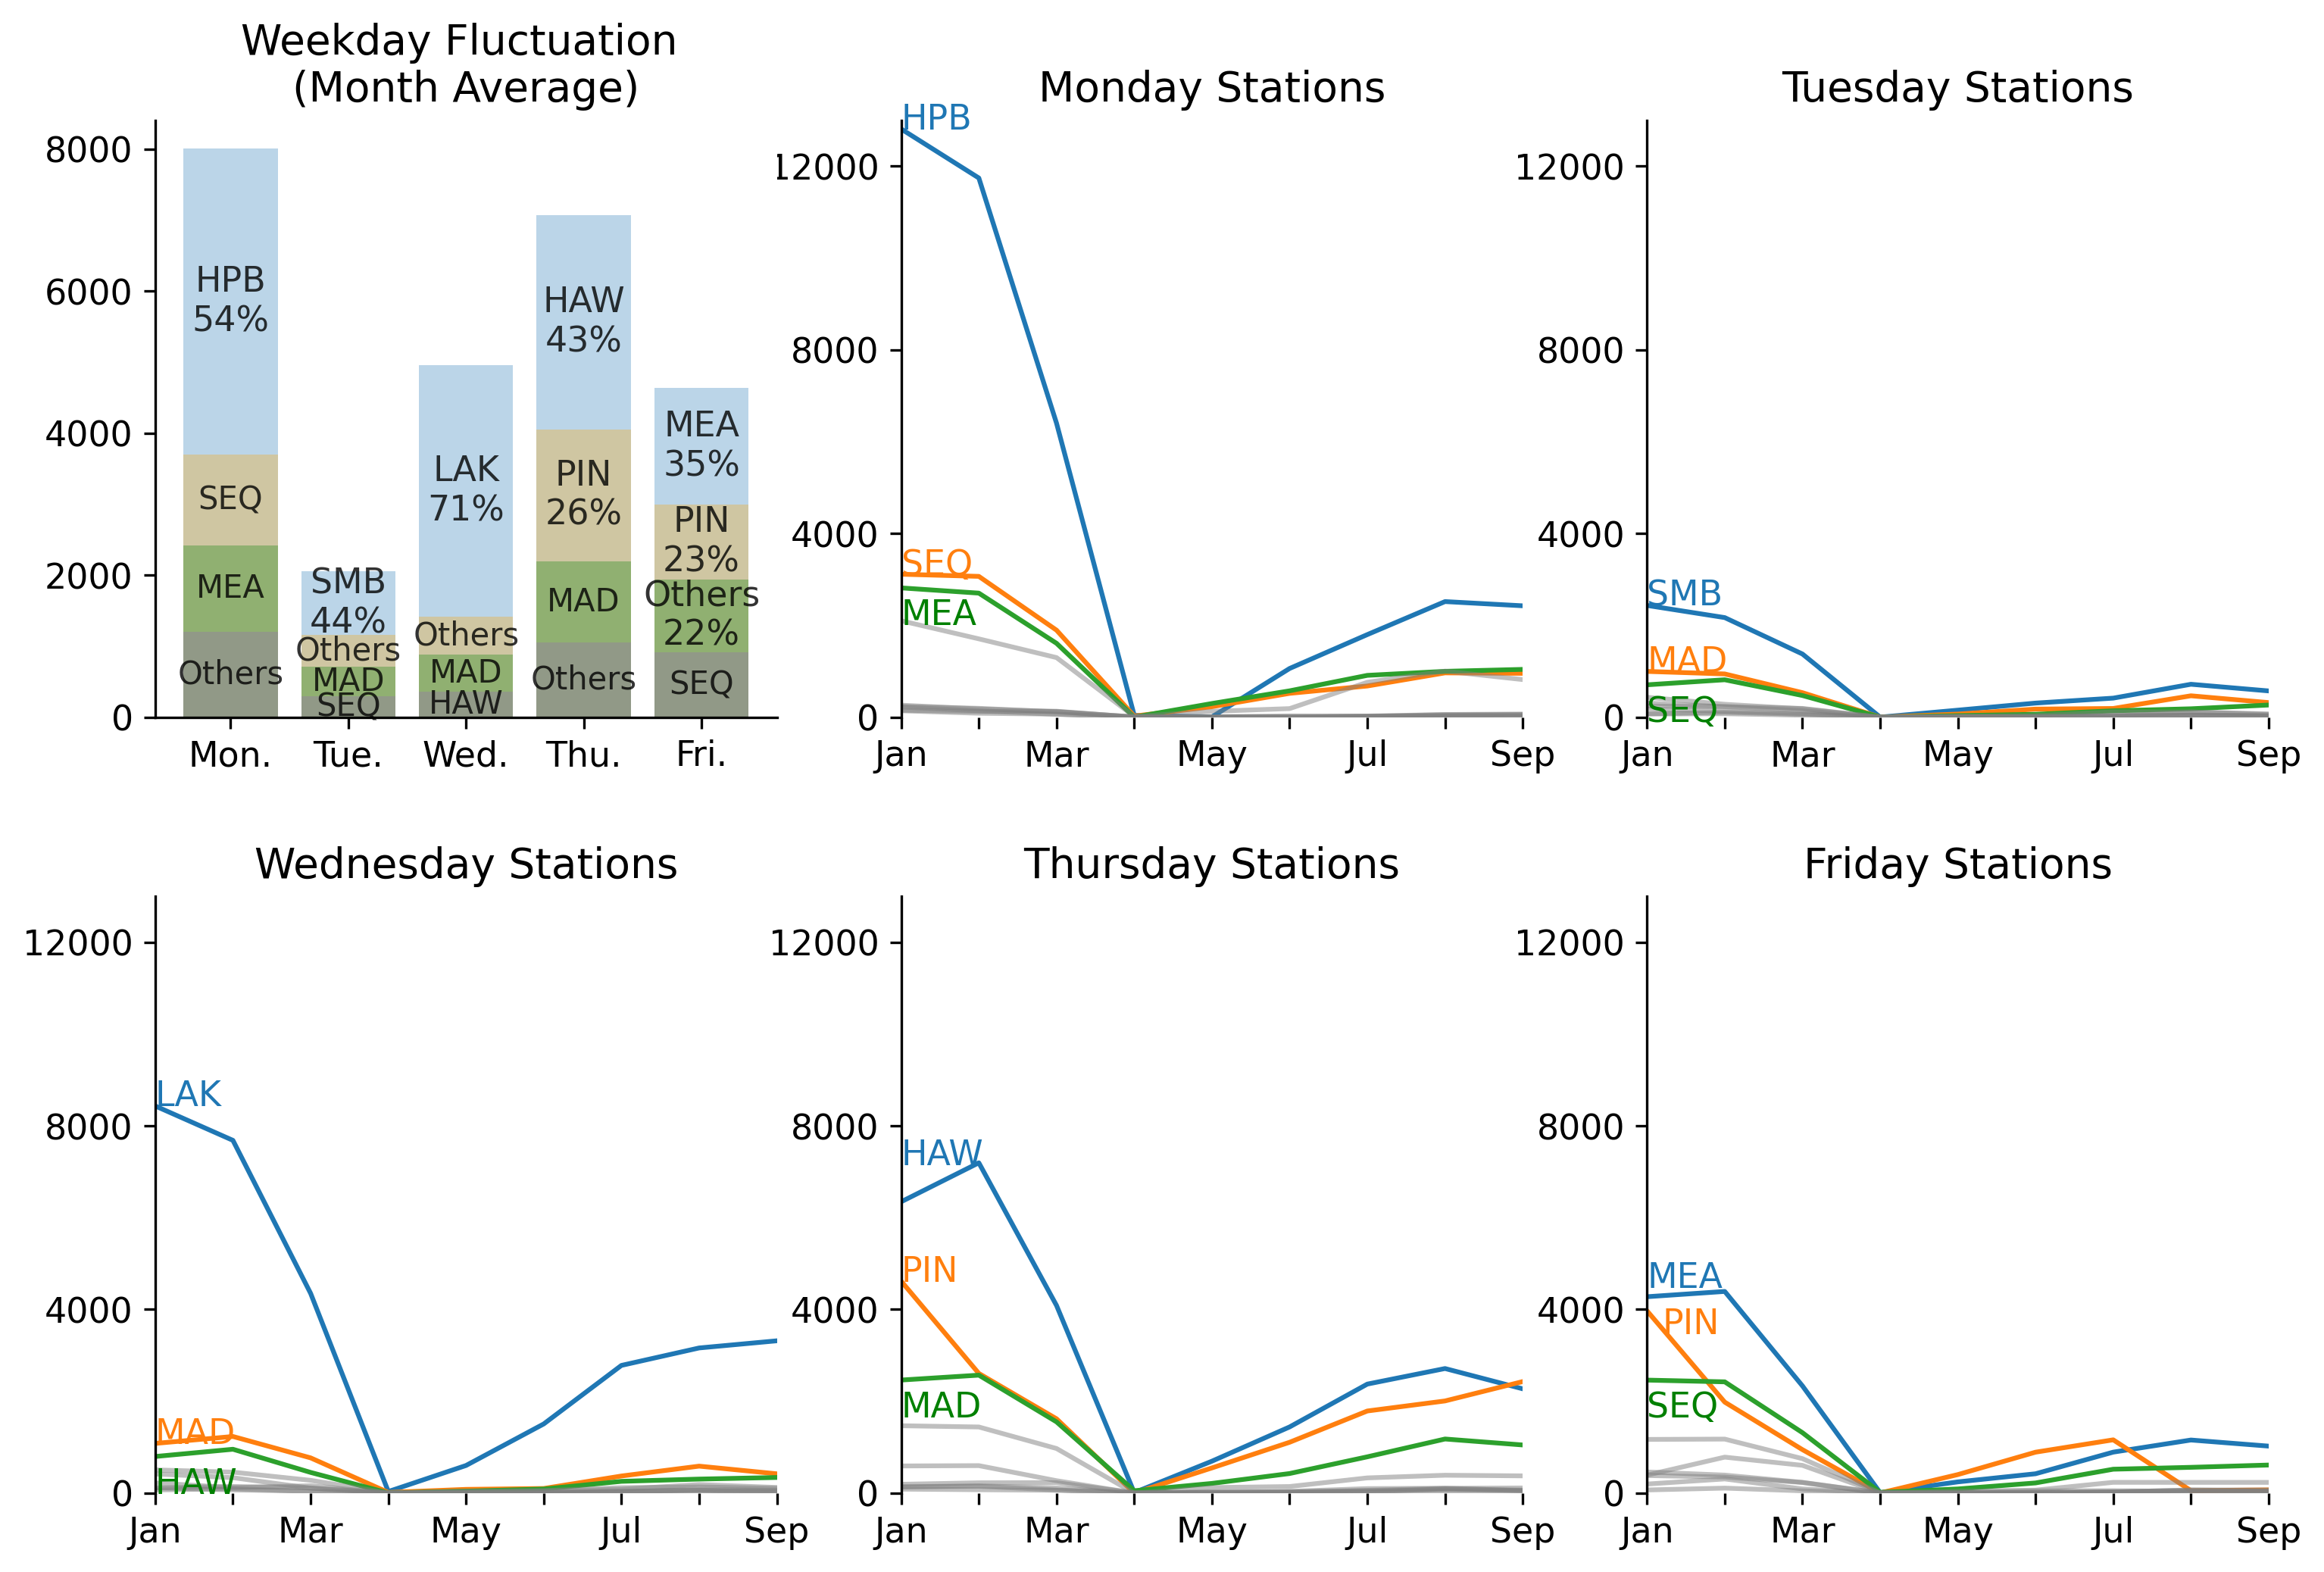 Weekday Fluctuation
(Month Average)
8000
6000
4000
2000
0
HPB
54%
SEQ
MEA
Others
SMB
44%
Others
MAD
SEQ
LAK
71%
Others
MAD
HAW
HAW
43%
PIN
26%
MAD
Others
MEA
35%
PIN
23%
Others
22%
SEQ
Mon.
Tue.
Wed.
Thu.
Fri.
Monday Stations
12000
8000
4000
0
HPB
SEQ
MEA
Jan
Mar
May
Jul
Sep
Tuesday Stations
12000
8000
4000
0
SMB
MAD
SEQ
Jan
Mar
May
Jul
Sep
Wednesday Stations
12000
8000
4000
0
LAK
MAD
HAW
Jan
Mar
May
Jul
Sep
Thursday Stations
12000
8000
4000
0
HAW
PIN
MAD
Jan
Mar
May
Jul
Sep
Friday Stations
12000
8000
4000
0
MEA
PIN
SEQ
Jan
Mar
May
Jul
Sep